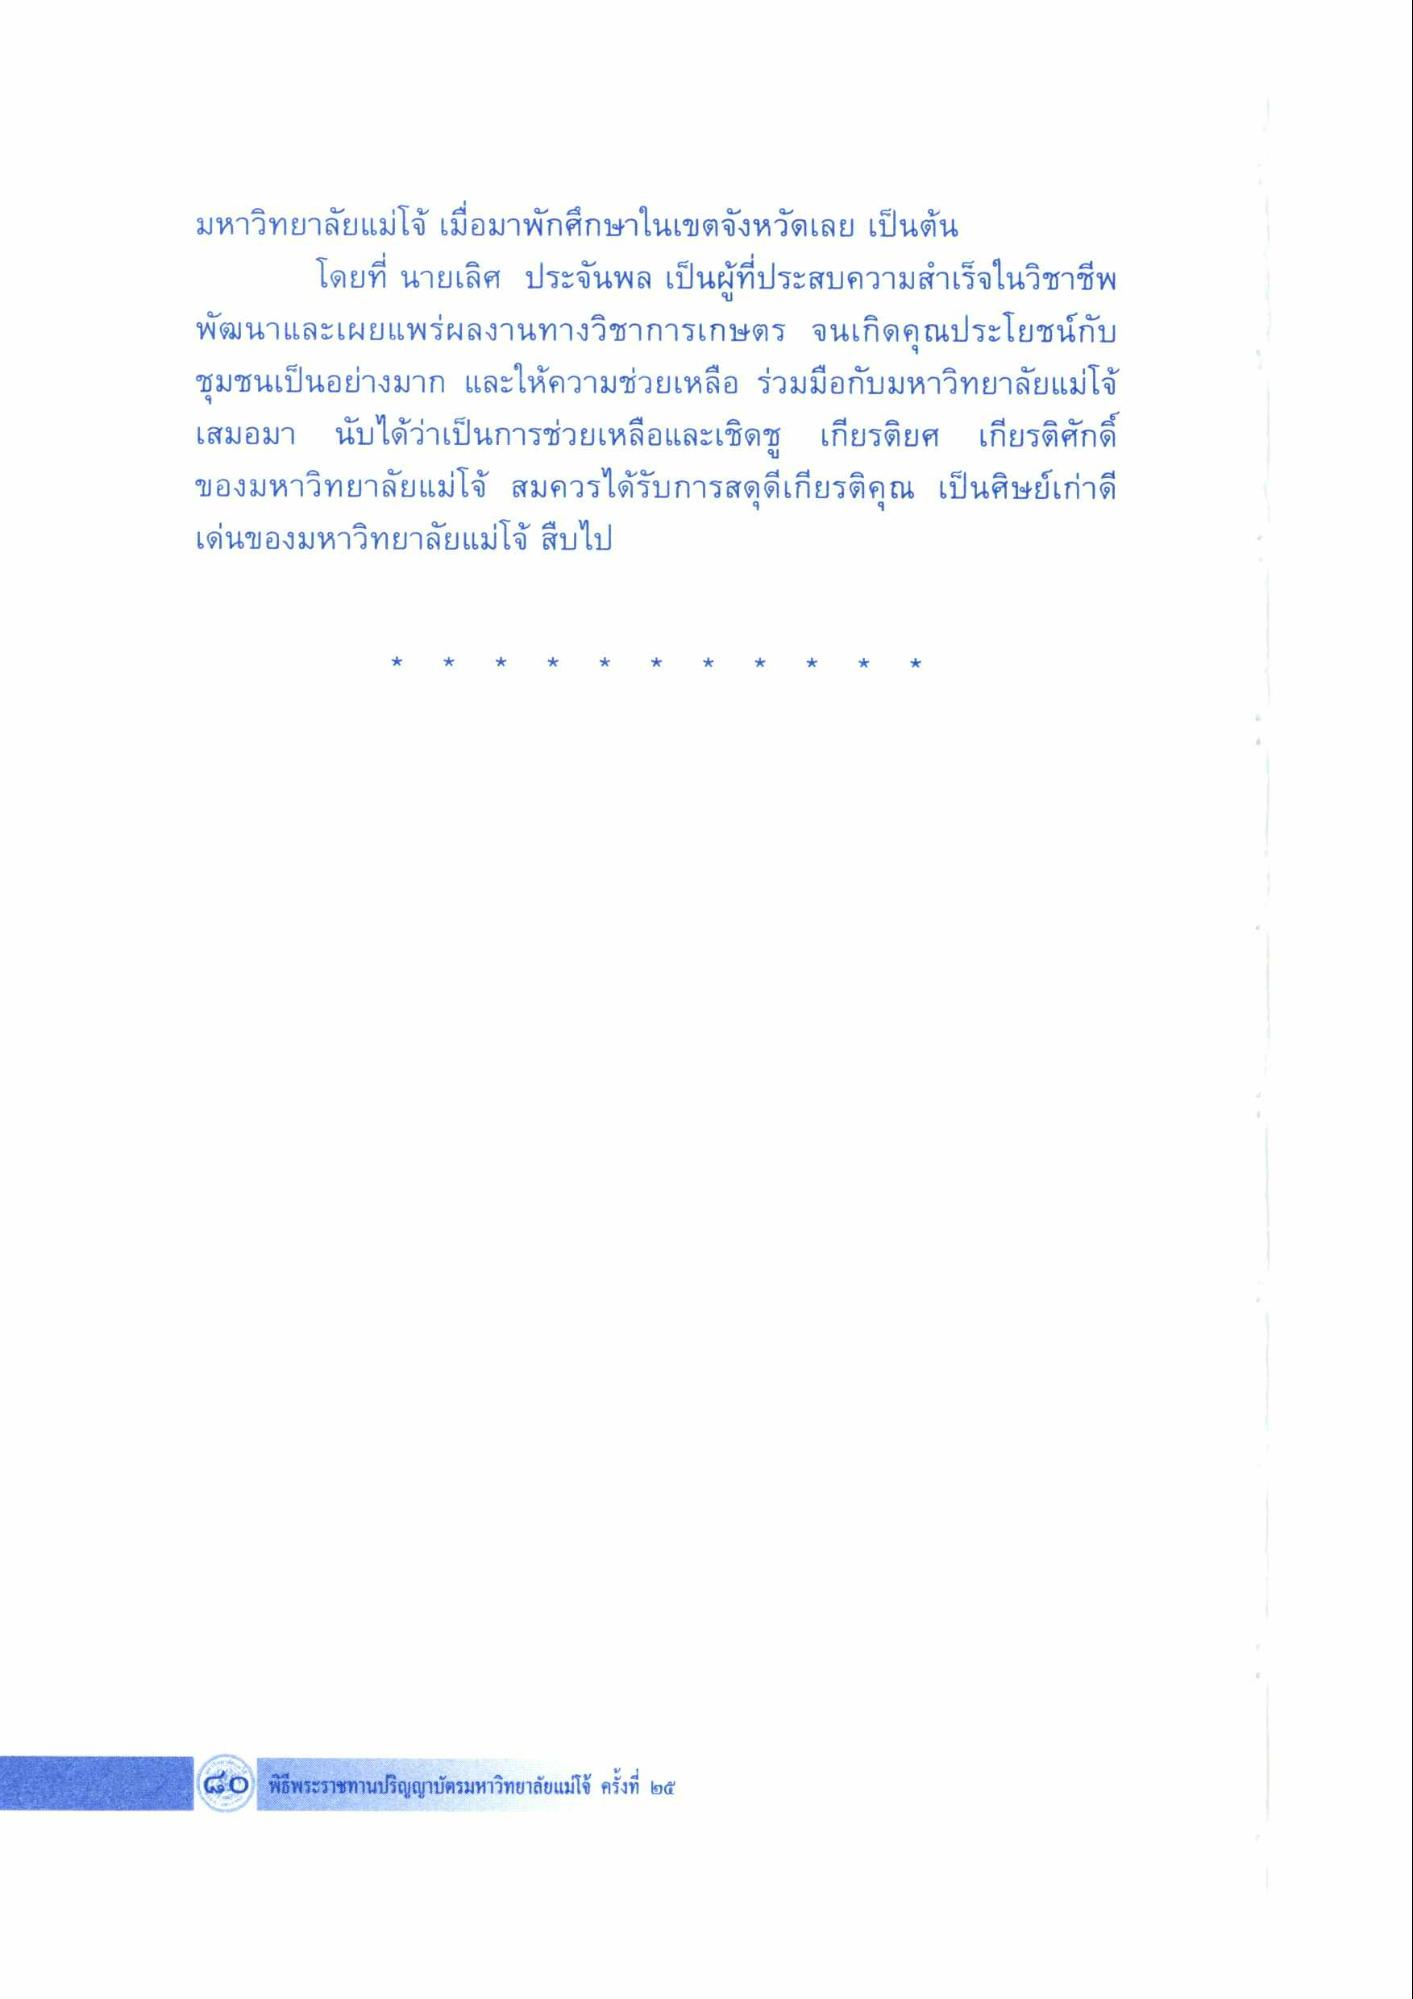 มหาวิทยาลัยแม่โจ้ เมื่อมาพักศึกษาในเขตจังหวัดเลย เป็นต้น
โดยที่ นายเลิศ ประจันพล เป็นผู้ที่ประสบความสำเร็จในวิชาชีพ
พัฒนาและเผยแพร่ผลงานทางวิชาการเกษตร จนเกิดคุณประโยชน์กับ
ชุมชนเป็นอย่างมาก และให้ความช่วยเหลือ ร่วมมือกับมหาวิทยาลัยแม่โจ้
เสมอมา นับได้ว่าเป็นการช่วยเหลือและเชิดชู เกียรติยศ เกียรติศักดิ์
ของมหาวิทยาลัยแม่โจ้ สมควรได้รับการสดุดีเกียรติคุณ เป็นศิษย์เก่าดี
เด่นของมหาวิทยาลัยแม่โจ้ สืบไป
* * * * * * * * * * *
๘๐ พิธีพระราชทานปริญญาบัตรมหาวิทยาลัยแม่โจ้ ครั้งที่ ๒๕